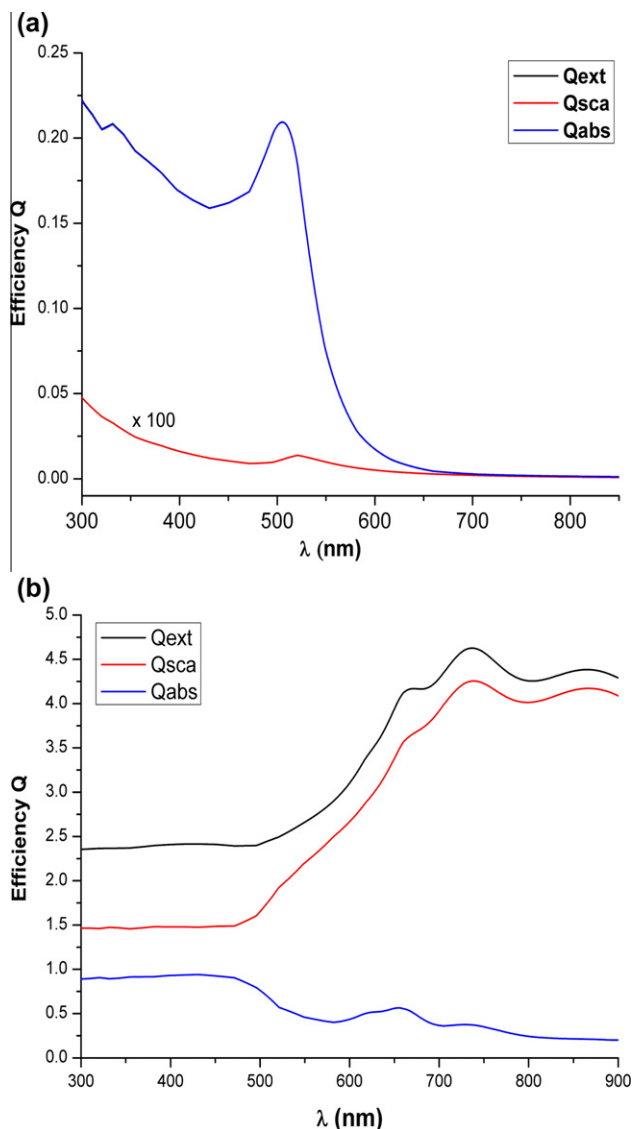 (a)
Efficiency Q
0.25
0.20
0.15
0.10
0.05
0.00
Qext
Qsca
Qabs
x 100
300 400 500 600 700 800
λ (nm)
(b)
Efficiency Q
5.0
4.5
4.0
3.5
3.0
2.5
2.0
1.5
1.0
0.5
0.0
Qext
Qsca
Qabs
300 400 500 600 700 800 900
λ (nm)